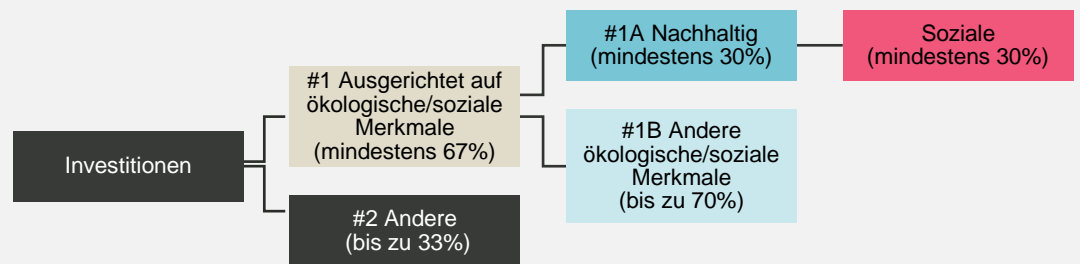 Investitionen
#1 Ausgerichtet auf
ökologische/soziale
Merkmale
(mindestens 67%)
#2 Andere
(bis zu 33%)
#1A Nachhaltig
(mindestens 30%)
#1B Andere
ökologische/soziale
Merkmale
(bis zu 70%)
Soziale
(mindestens 30%)